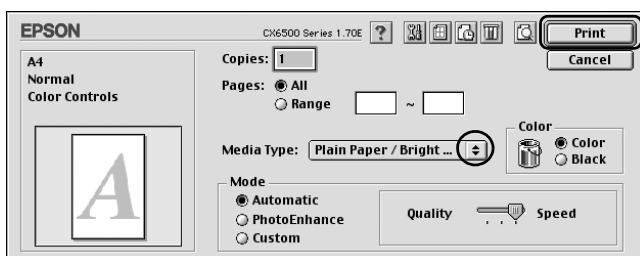 EPSON
CX6500 Series 1.70E
?
Print
Cancel
A4
Normal
Color Controls
A
Copies: 1
Pages: All
Range ~
Media Type: Plain Paper / Bright ...
Color
Color
Black
Mode
Automatic
PhotoEnhance
Custom
Quality Speed